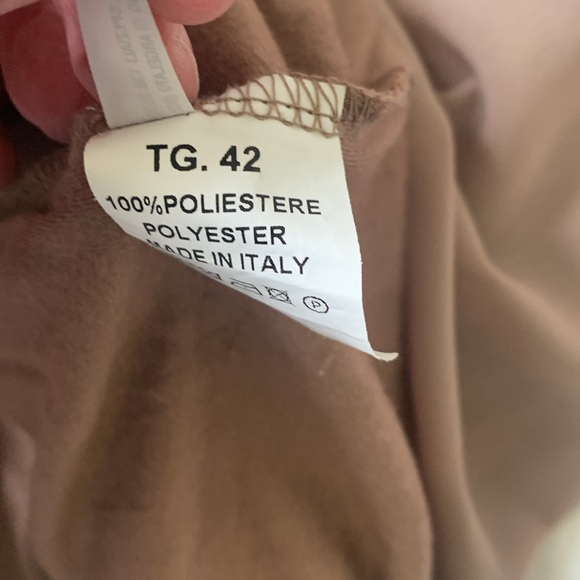 TG. 42
100%POLIESTERE
POLYESTER
MADE IN ITALY
P